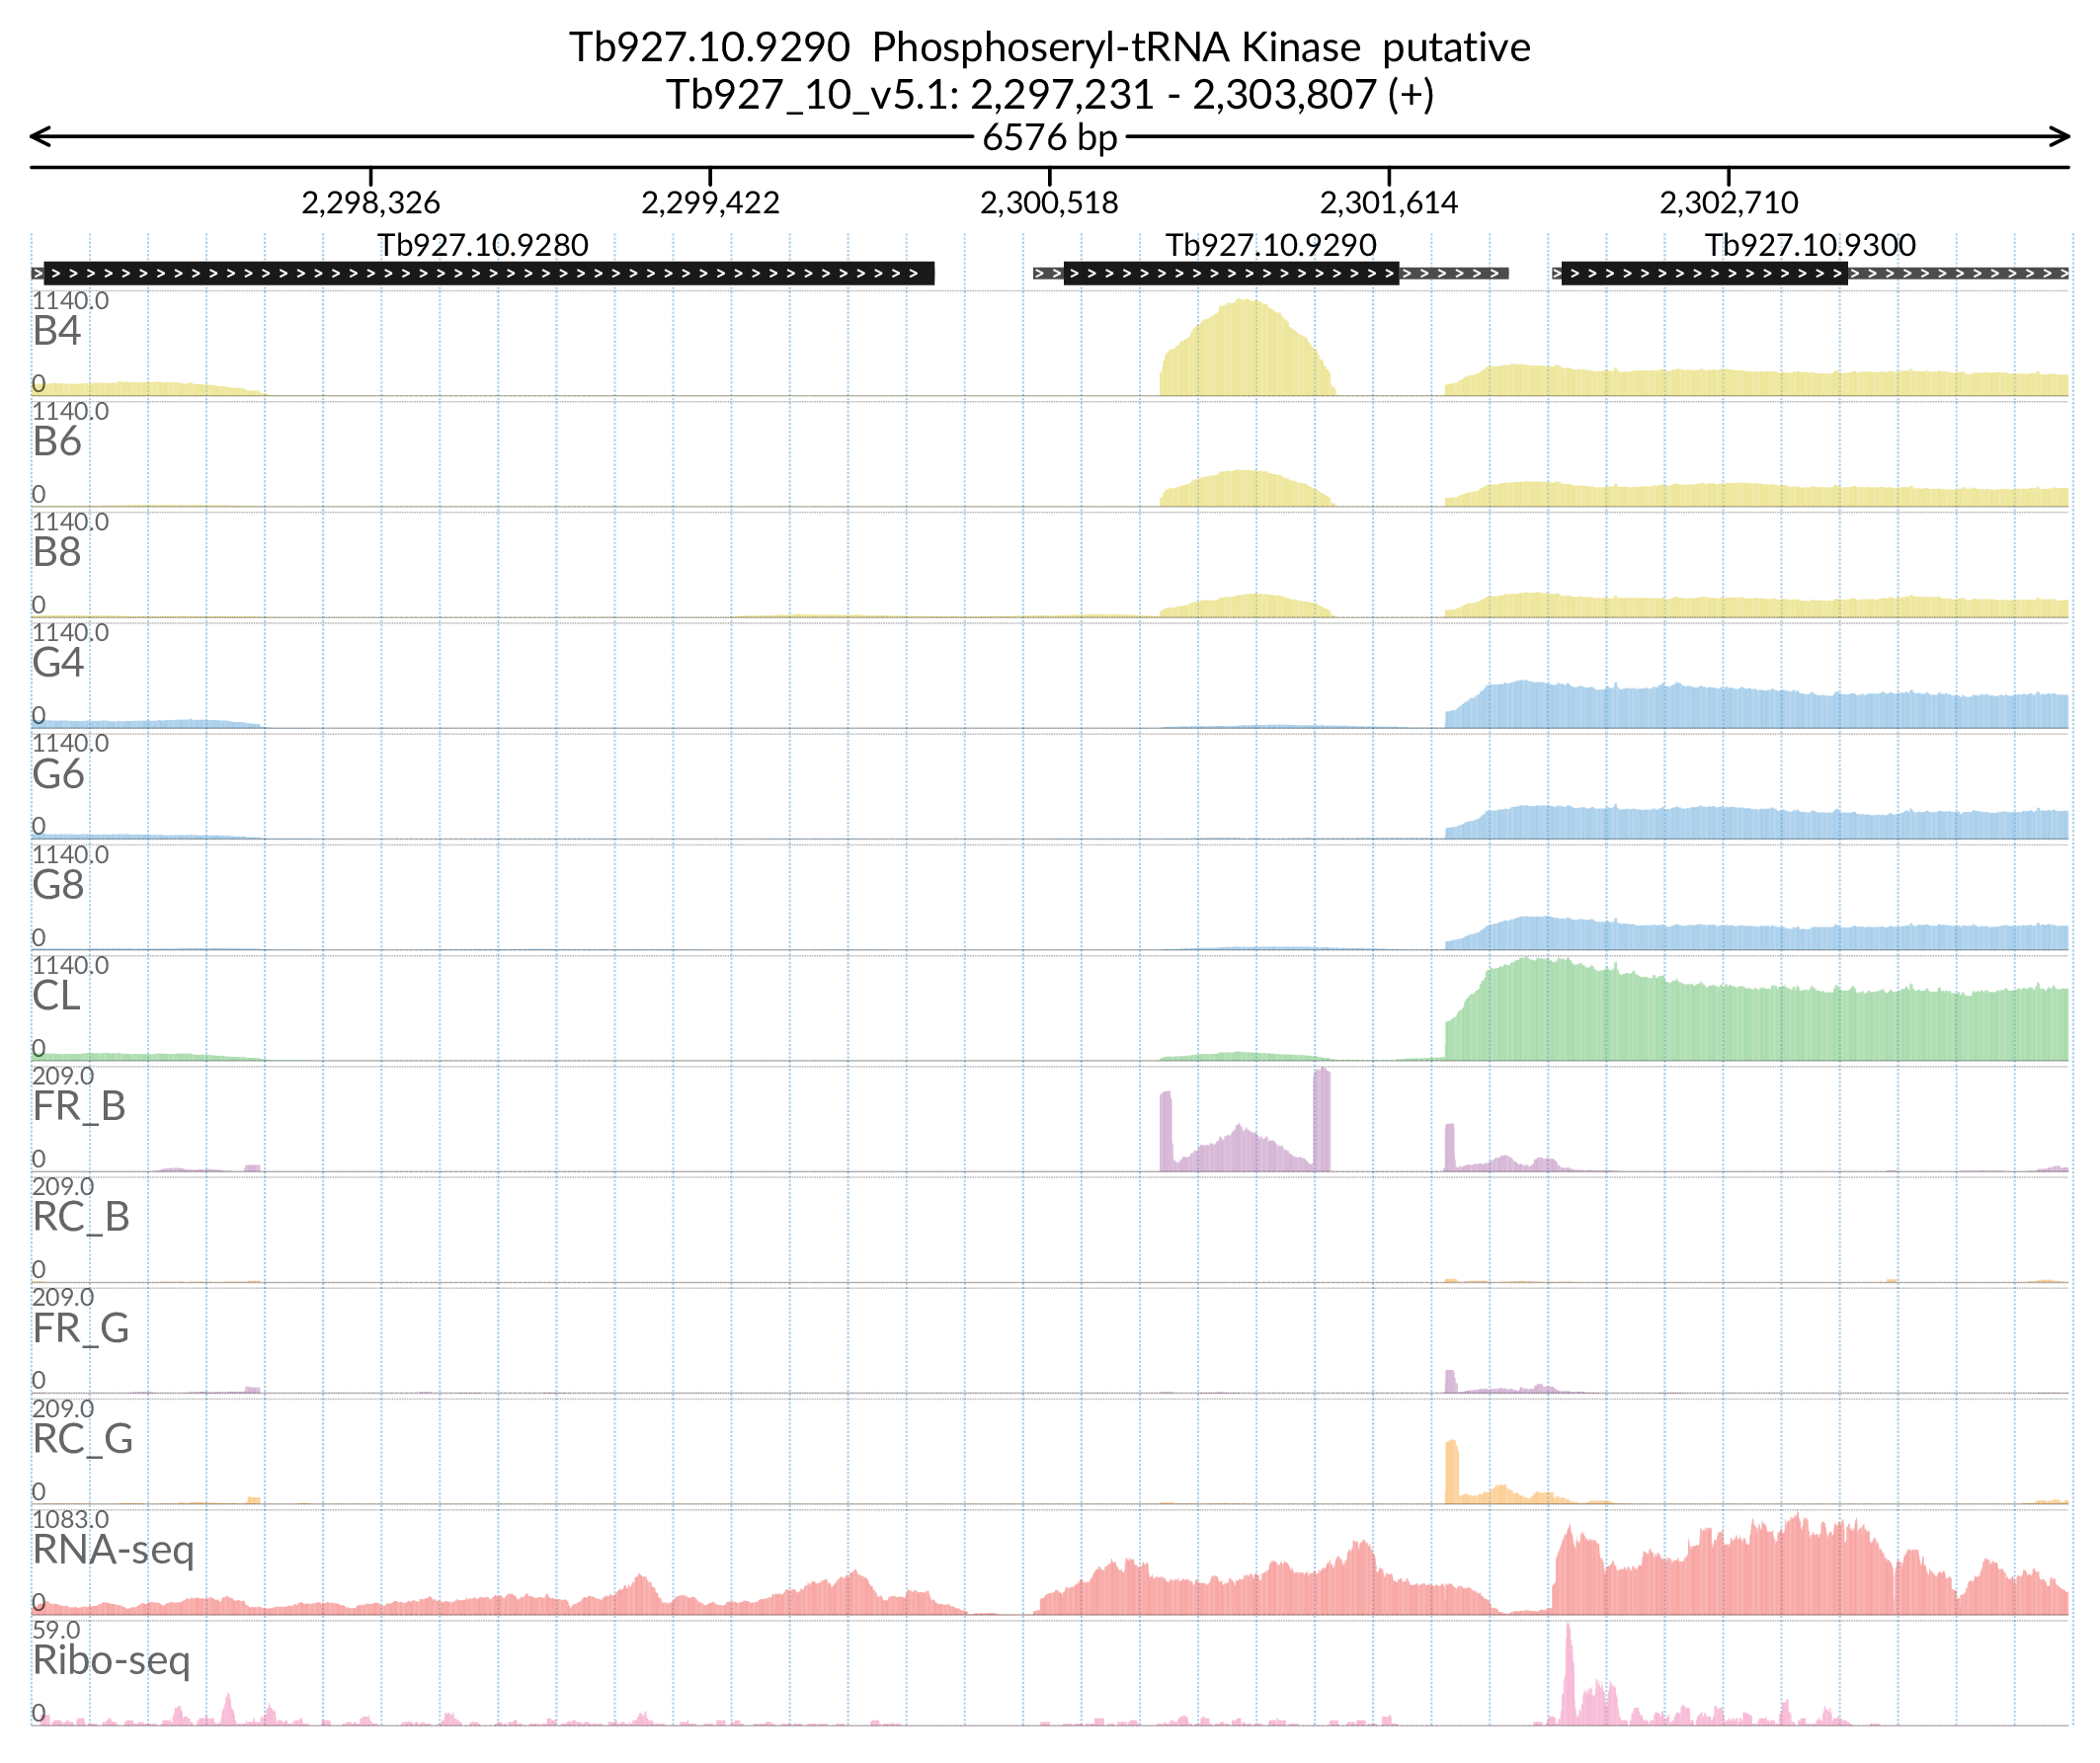 Tb927.10.9290  Phosphoseryl-tRNA Kinase  putative
Tb927_10_v5.1: 2,297,231 - 2,303,807 (+)
6576 bp
2,298,326 2,299,422 2,300,518 2,301,614 2,302,710
Tb927.10.9280 Tb927.10.9290 Tb927.10.9300
1140.0
B4
0
1140.0
B6
0
1140.0
B8
0
1140.0
G4
0
1140.0
G6
0
1140.0
G8
0
1140.0
CL
0
209.0
FR_B
0
209.0
RC_B
0
209.0
FR_G
0
209.0
RC_G
0
1083.0
RNA-seq
0
59.0
Ribo-seq
0